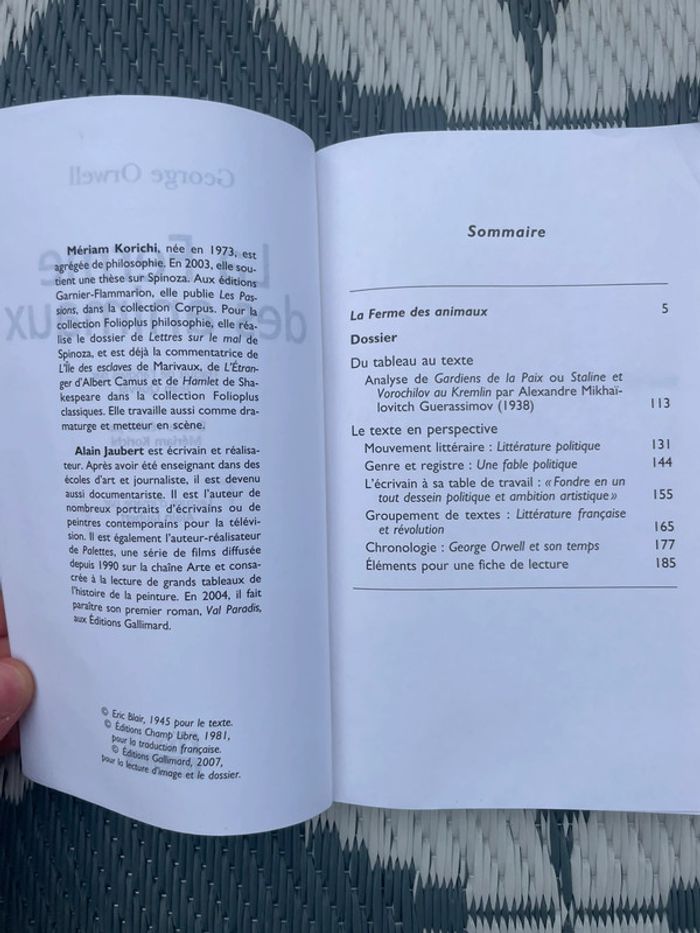 Mériam Korichi, née en 1973, est
agrégée de philosophie. En 2003, elle sou-
tient une thèse sur Spinoza. Aux éditions
Garnier-Flammarion, elle publie Les Pas-
sions, dans la collection Corpus. Pour la
collection Folioplus philosophie, elle réa-
lise le dossier de Lettres sur le mal de
Spinoza, et est déjà la commentatrice de
L'Île des esclaves de Marivaux, de L'Étran-
ger d'Albert Camus et de Hamlet de Sha-
kespeare dans la collection Folioplus
classiques. Elle travaille aussi comme dra-
maturge et metteur en scène.
Alain Jaubert est écrivain et réalisa-
teur. Après avoir été enseignant dans des
écoles d'art et journaliste, il est devenu
aussi documentariste. Il est l'auteur de
nombreux portraits d'écrivains ou de
peintres contemporains pour la télévi-
sion. Il est également l'auteur-réalisateur
de Palettes, une série de films diffusée
depuis 1990 sur la chaîne Arte et consa-
crée à la lecture de grands tableaux de
l'histoire de la peinture. En 2004, il fait
paraître son premier roman, Val Paradis,
aux Éditions Gallimard.
© Eric Blair, 1945 pour le texte.
© Éditions Champ Libre, 1981,
pour la traduction française.
© Éditions Gallimard, 2007,
pour la lecture d'image et le dossier.
Sommaire
La Ferme des animaux 5
Dossier
Du tableau au texte
Analyse de Gardiens de la Paix ou Staline et
Vorochilov au Kremlin par Alexandre Mikhaï-
lovitch Guerassimov (1938) 113
Le texte en perspective
Mouvement littéraire : Littérature politique 131
Genre et registre : Une fable politique 144
L'écrivain à sa table de travail : « Fondre en un
tout dessein politique et ambition artistique » 155
Groupement de textes : Littérature française
et révolution 165
Chronologie : George Orwell et son temps 177
Éléments pour une fiche de lecture 185